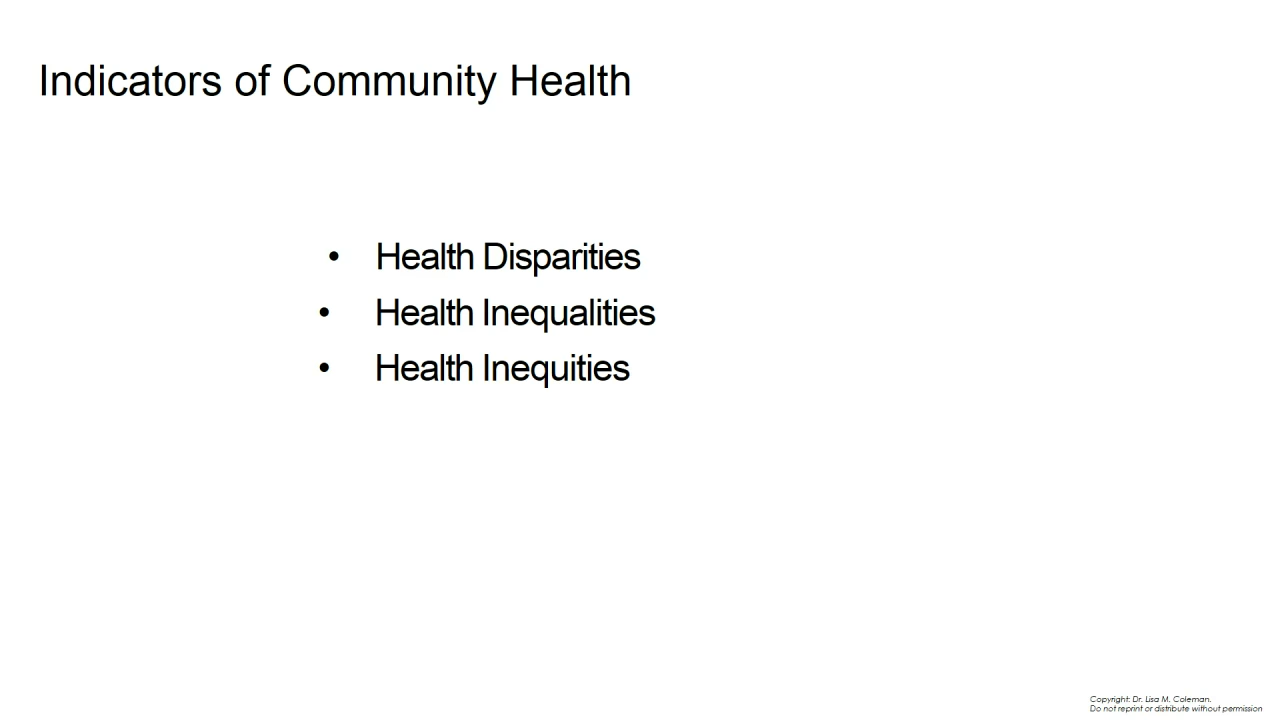 Indicators of Community Health
• Health Disparities
• Health Inequalities
• Health Inequities
Copyright: Dr. Lisa M. Coleman.
Do not reprint or distribute without permission